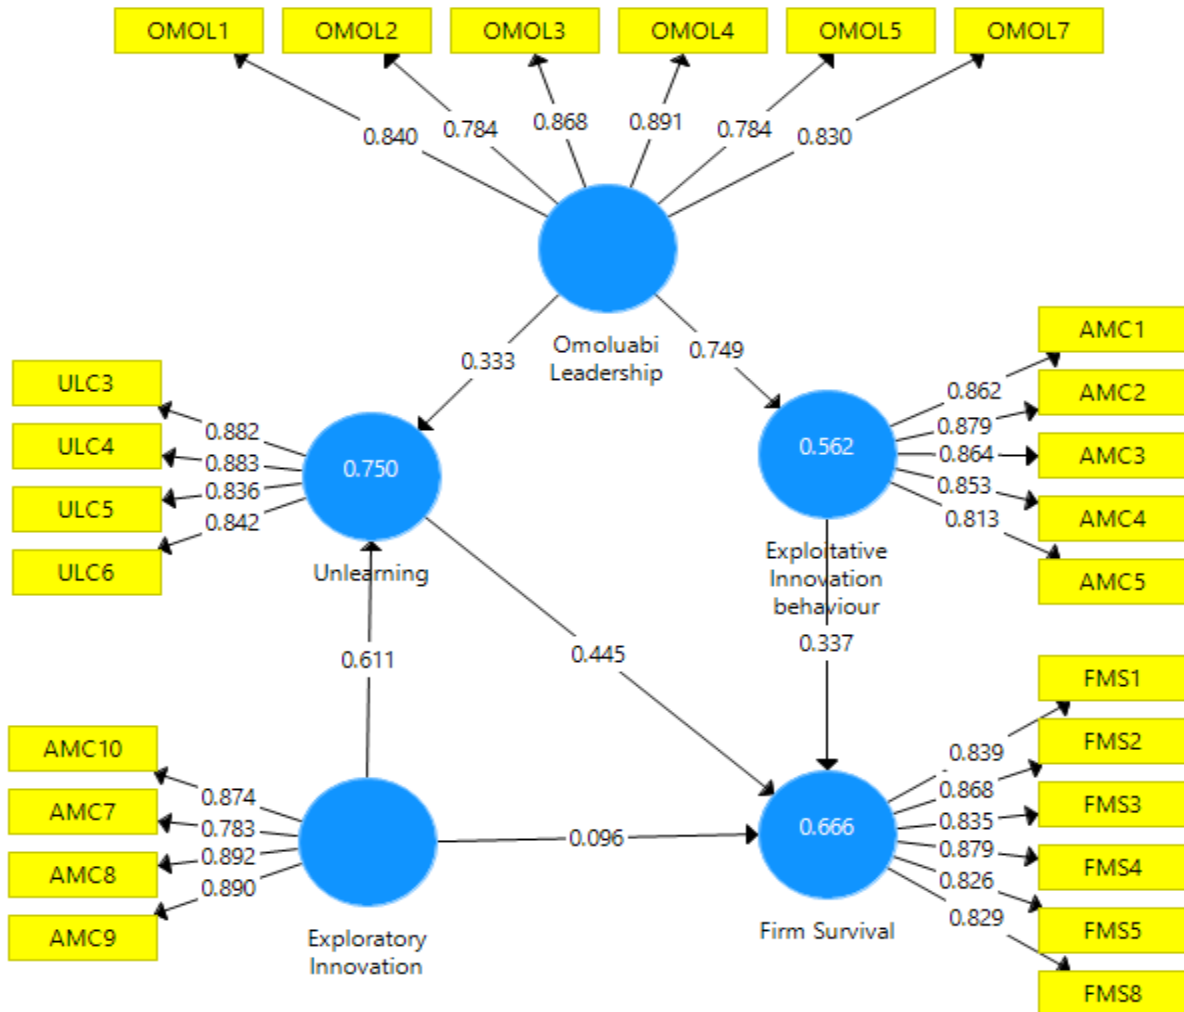 OMOL1 OMOL2 OMOL3 OMOL4 OMOL5 OMOL7
0.840 0.784 0.868 0.891 0.784 0.830
Omoluabi
Leadership
0.333
0.749
ULC3
ULC4
ULC5
ULC6
0.882
0.883
0.836
0.842
0.750
Unlearning
0.562
Exploitative
Innovation
behaviour
0.862
0.879
0.864
0.853
0.813
AMC1
AMC2
AMC3
AMC4
AMC5
0.611
0.445
0.337
AMC10
AMC7
AMC8
AMC9
0.874
0.783
0.892
0.890
Exploratory
Innovation
0.096
0.666
Firm Survival
0.839
0.868
0.835
0.879
0.826
0.829
FMS1
FMS2
FMS3
FMS4
FMS5
FMS8